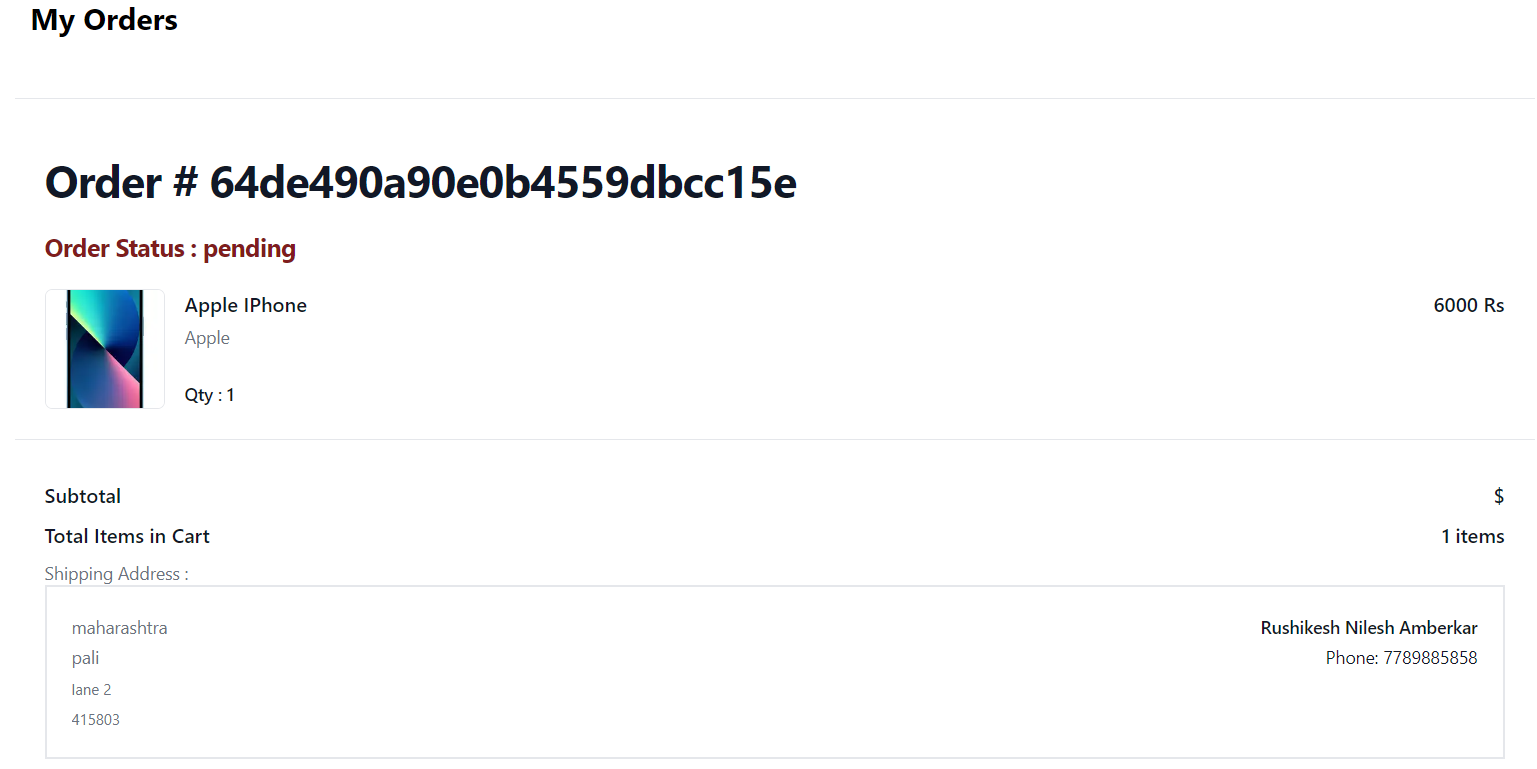 My Orders
Order # 64de490a90e0b4559dbcc15e
Order Status : pending
Apple IPhone 6000 Rs
Apple
Qty : 1
Subtotal $
Total Items in Cart 1 items
Shipping Address :
maharashtra Rushikesh Nilesh Amberkar
pali Phone: 7789885858
lane 2
415803